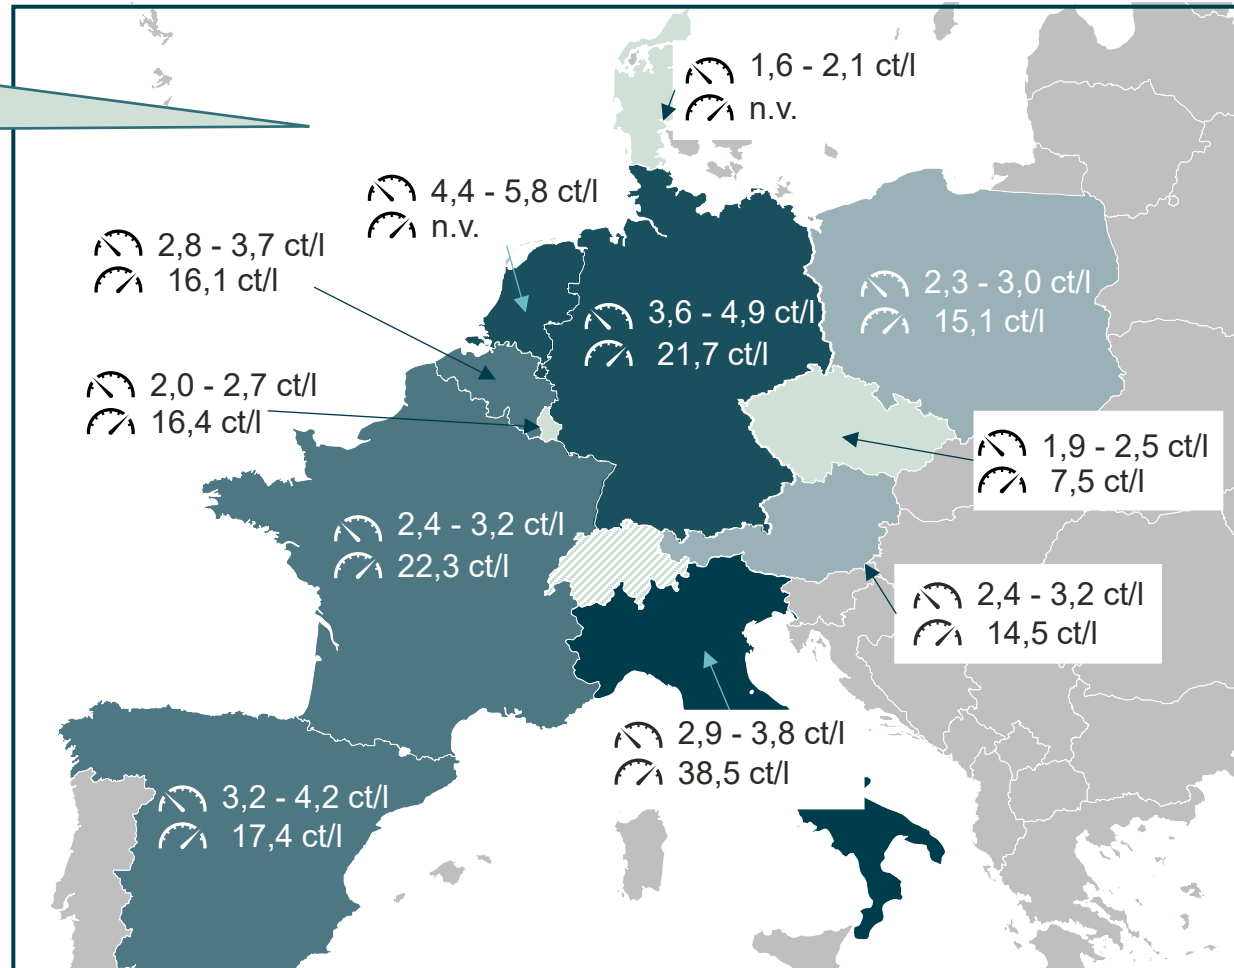 1,6 - 2,1 ct/l
n.v.
4,4 - 5,8 ct/l
n.v.
2,8 - 3,7 ct/l
16,1 ct/l
2,3 - 3,0 ct/l
15,1 ct/l
3,6 - 4,9 ct/l
21,7 ct/l
2,0 - 2,7 ct/l
16,4 ct/l
1,9 - 2,5 ct/l
7,5 ct/l
2,4 - 3,2 ct/l
22,3 ct/l
2,4 - 3,2 ct/l
14,5 ct/l
2,9 - 3,8 ct/l
38,5 ct/l
3,2 - 4,2 ct/l
17,4 ct/l